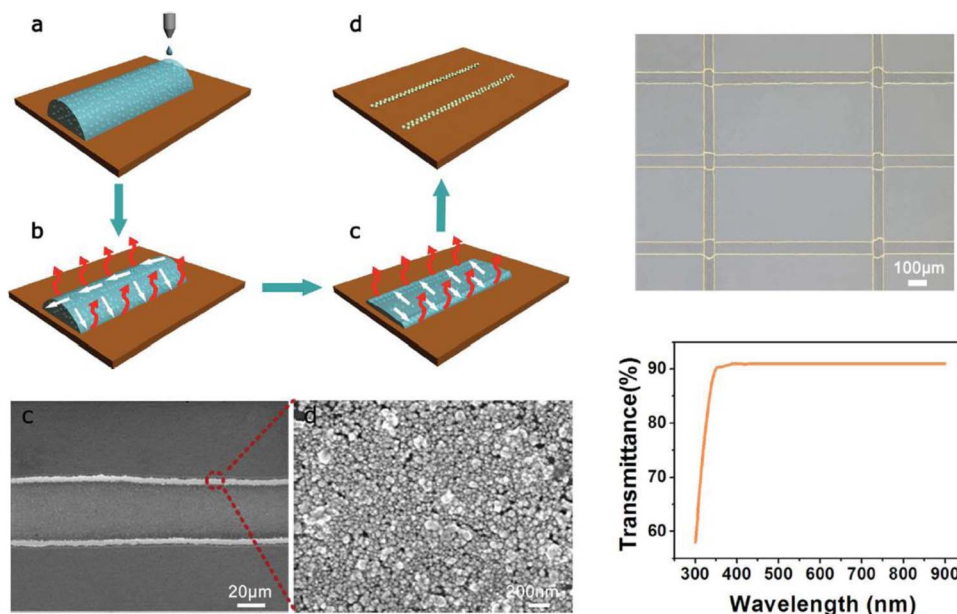 a
d
b
c
100μm
c
d
20μm
200nm
Transmittance(%)
90
80
70
60
300 400 500 600 700 800 900
Wavelength (nm)